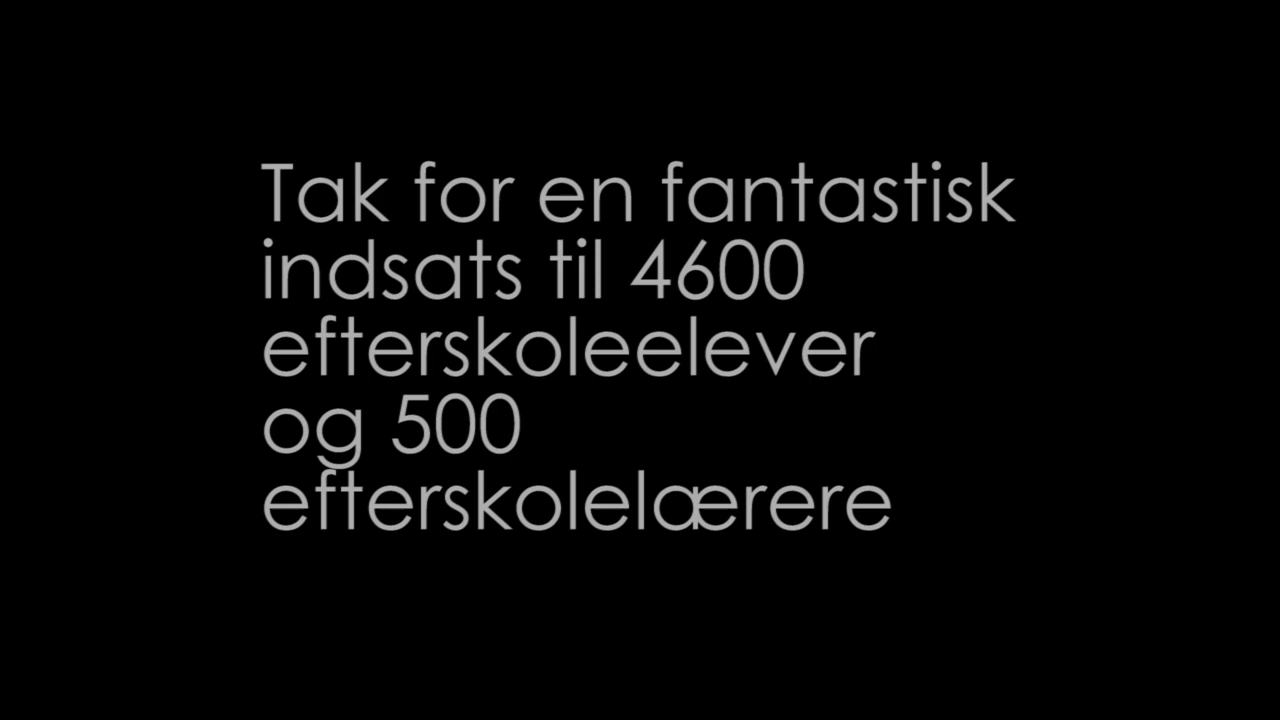 Tak for en fantastisk
indsats til 4600
efterskoleelever
og 500
efterskolelærere